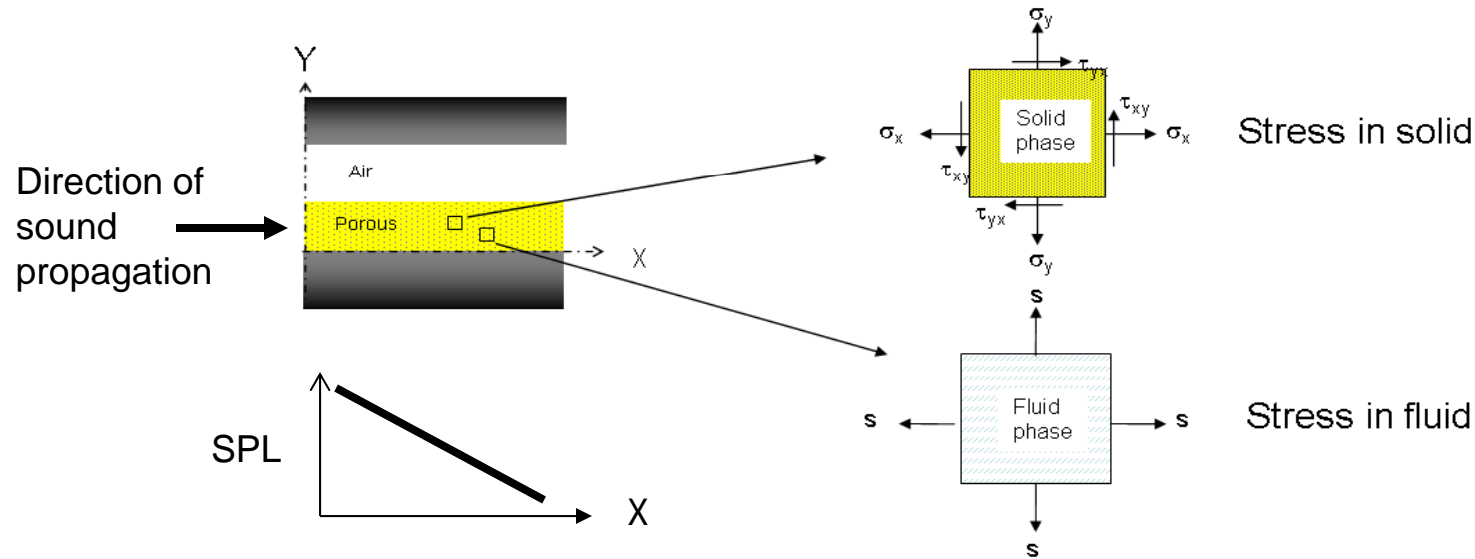 Direction of
sound
propagation
Y
Air
Porous
X
SPL
X
σy
τyx
Solid
phase
τxy
σx
σx
τxy
τyx
σy
Stress in solid
s
Fluid
phase
s
s
s
Stress in fluid